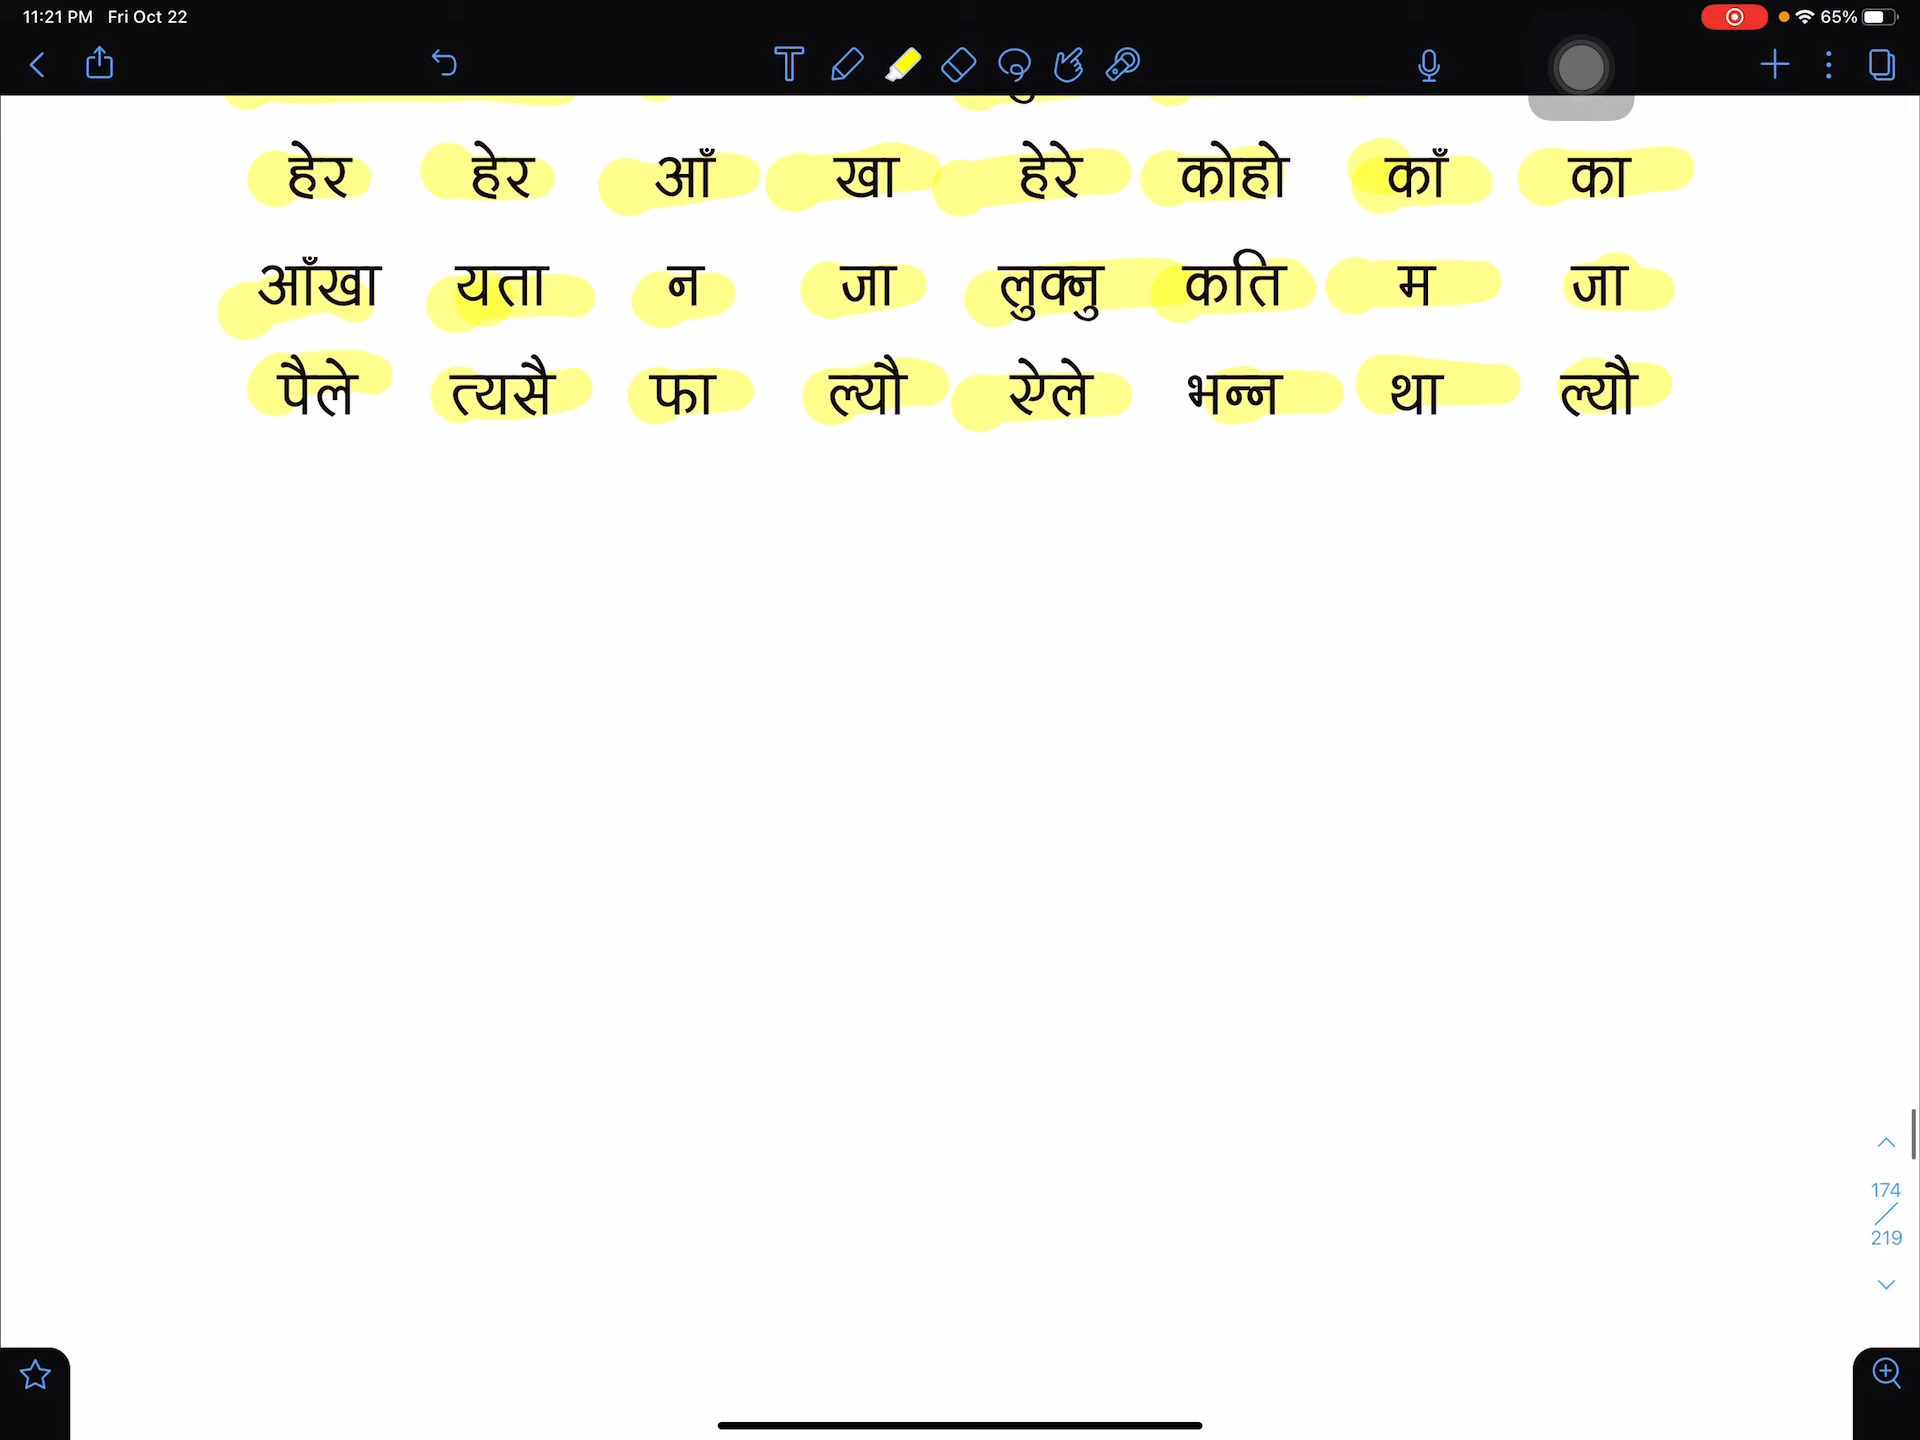 11:21 PM Fri Oct 22 65%
हेर हेर आँ खा हेरे कोहो काँ का
आँखा यता न जा लुक्नु कति म जा
पैले त्यसै फा ल्यौ ऐले भन्न था ल्यौ
174
219